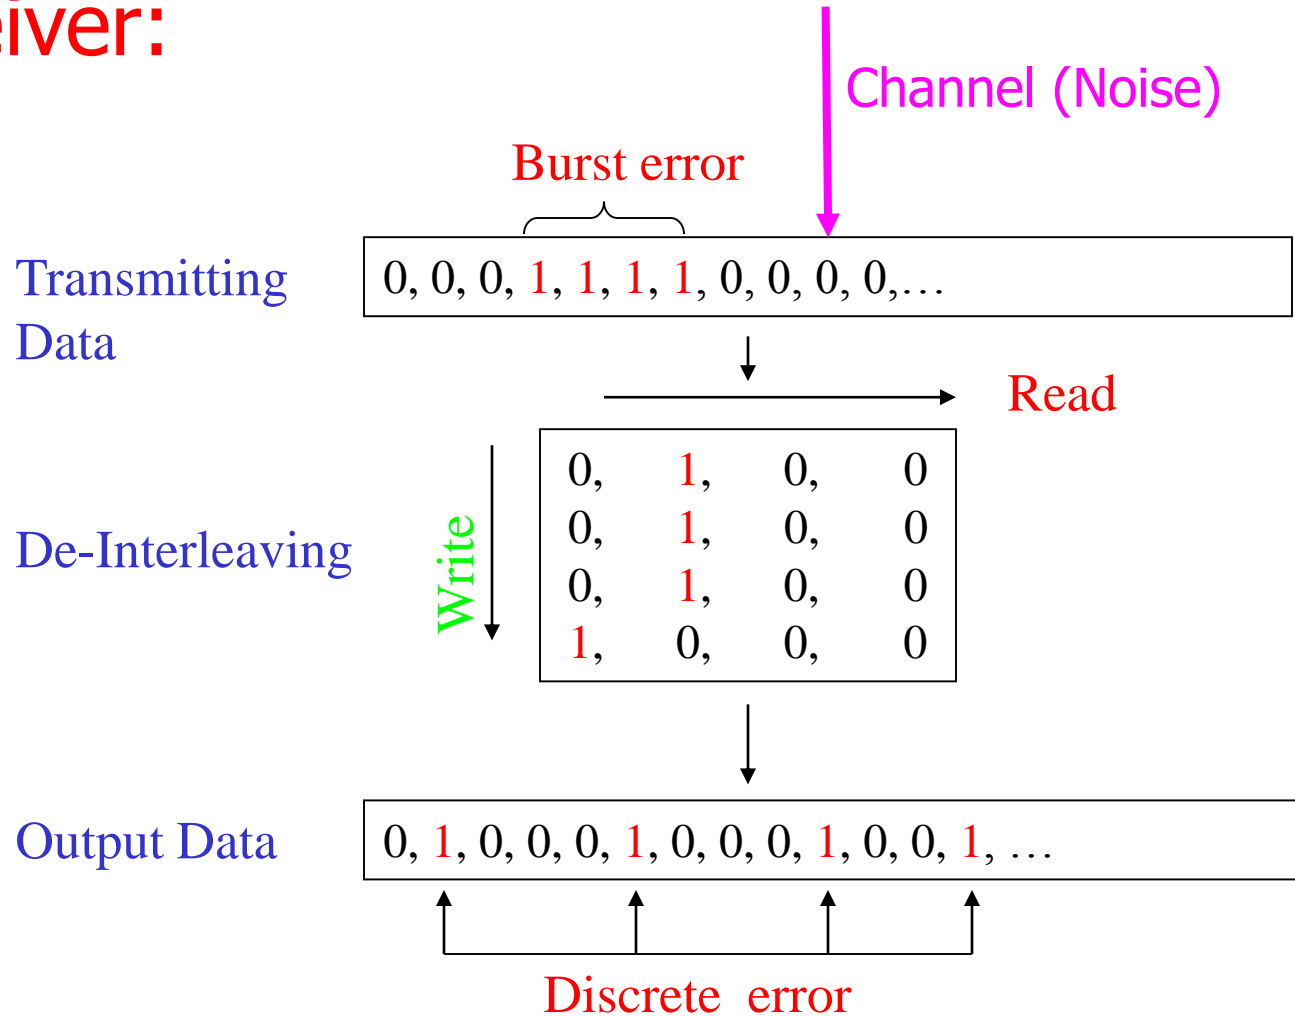 eiver:
Channel (Noise)
Burst error
Transmitting
Data
0, 0, 0, 1, 1, 1, 1, 0, 0, 0, 0,…
Read
Write
De-Interleaving
0, 1, 0, 0
0, 1, 0, 0
0, 1, 0, 0
1, 0, 0, 0
Output Data
0, 1, 0, 0, 0, 1, 0, 0, 0, 1, 0, 0, 1, …
Discrete error